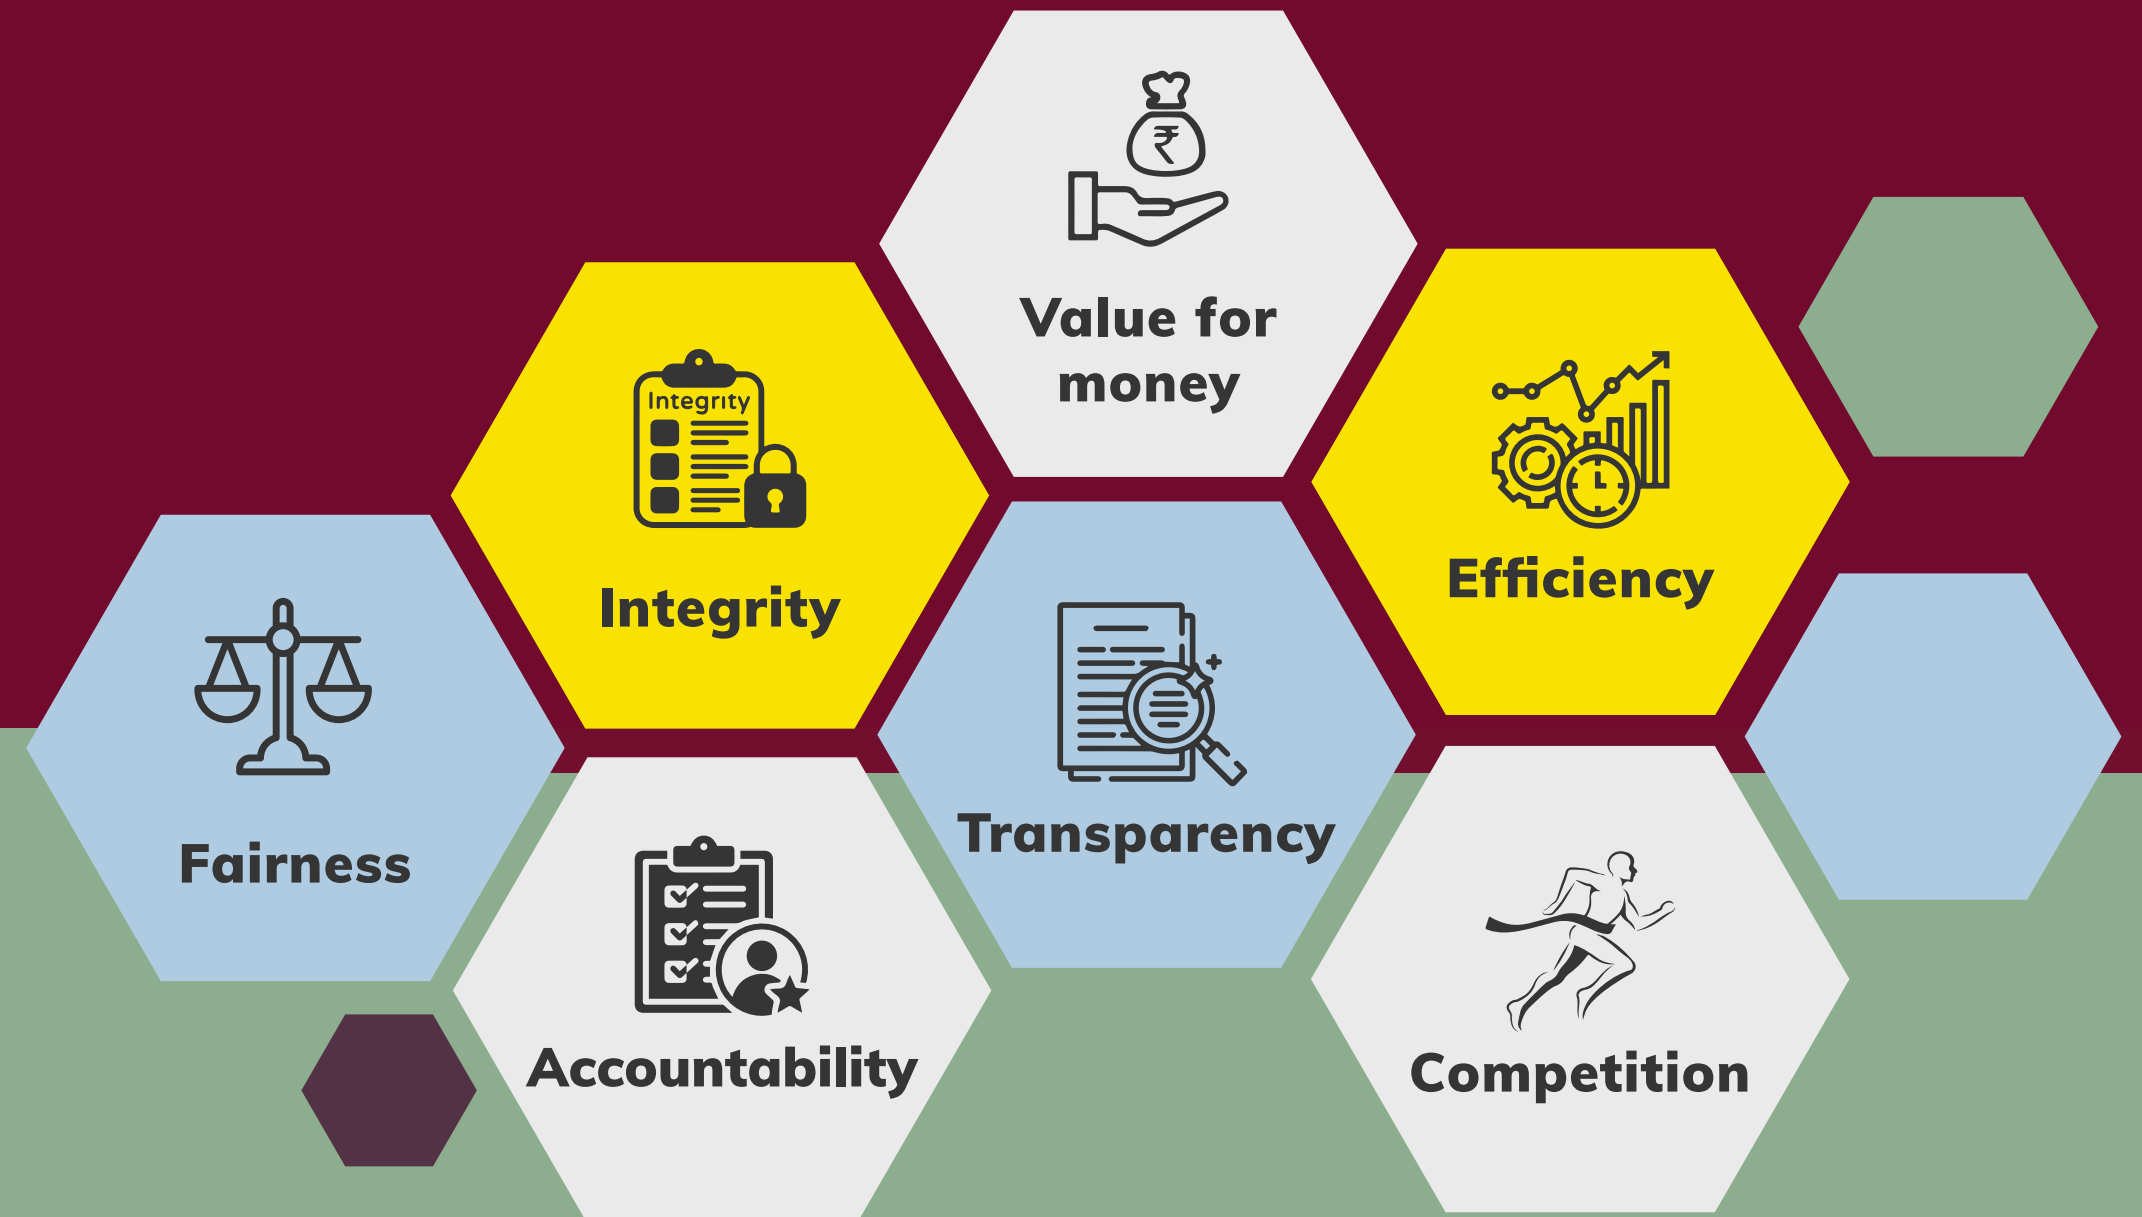 ₹
Value for
money
Integrity
Integrity
Efficiency
Transparency
Fairness
Accountability
Competition